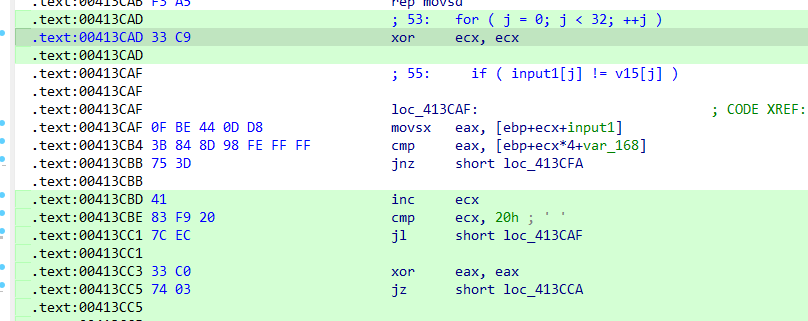 .text:00413CAB F3 A5 rep movsd
.text:00413CAD ; 53: for ( j = 0; j < 32; ++j )
.text:00413CAD 33 C9 xor ecx, ecx
.text:00413CAD
.text:00413CAF ; 55: if ( input1[j] != v15[j] )
.text:00413CAF
.text:00413CAF loc_413CAF: ; CODE XREF:
.text:00413CAF 0F BE 44 0D D8 movsx eax, [ebp+ecx+input1]
.text:00413CB4 3B 84 8D 98 FE FF FF cmp eax, [ebp+ecx*4+var_168]
.text:00413CBB 75 3D jnz short loc_413CFA
.text:00413CBB
.text:00413CBD 41 inc ecx
.text:00413CBE 83 F9 20 cmp ecx, 20h ; ' '
.text:00413CC1 7C EC jl short loc_413CAF
.text:00413CC1
.text:00413CC3 33 C0 xor eax, eax
.text:00413CC5 74 03 jz short loc_413CCA
.text:00413CC5